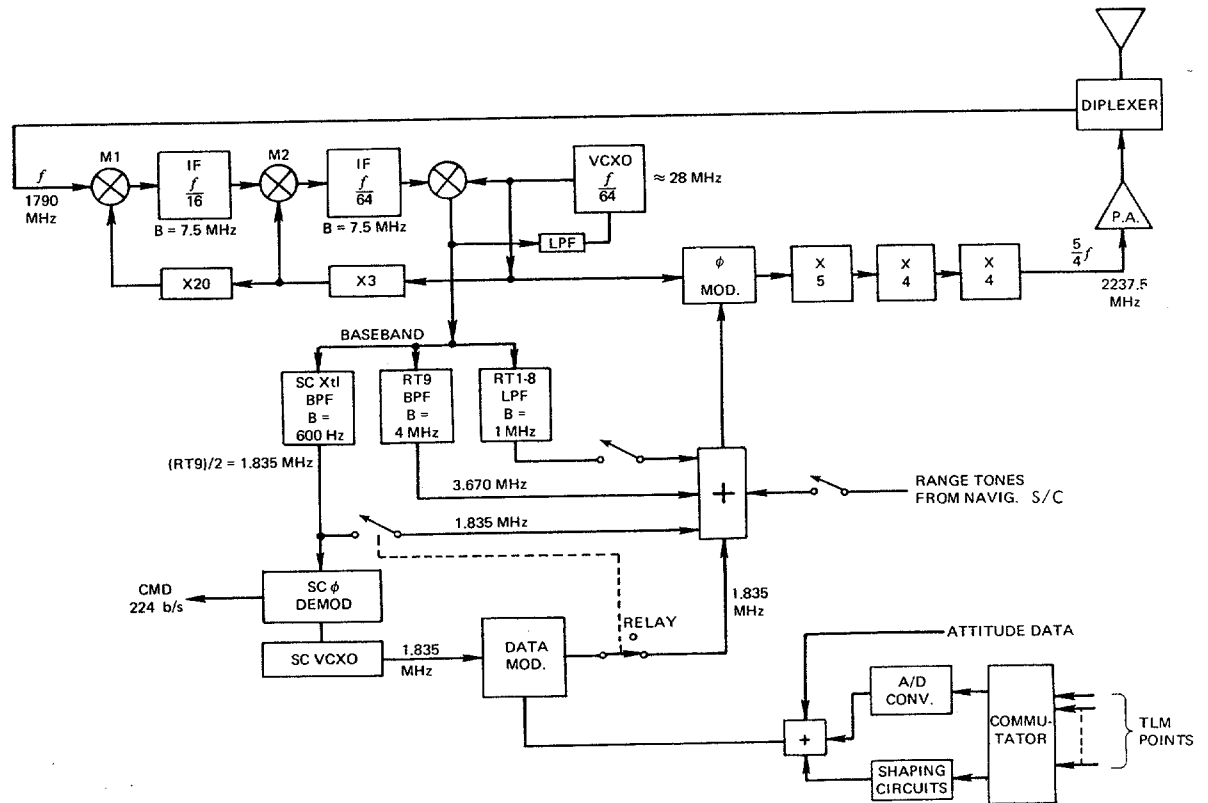 DIPLEXER
f
1790
MHz
M1
IF
f
16
B = 7.5 MHz
M2
IF
f
64
B = 7.5 MHz
VCXO
f
64
≈ 28 MHz
LPF
P.A.
X20
X3
φ
MOD.
X
5
X
4
X
4
5
4 f
2237.5
MHz
BASEBAND
SC Xtl
BPF
B =
600 Hz
RT9
BPF
B =
4 MHz
RT1-8
LPF
B =
1 MHz
(RT9)/2 = 1.835 MHz
3.670 MHz
+
RANGE TONES
FROM NAVIG. S/C
1.835 MHz
SC φ
DEMOD
CMD
224 b/s
SC VCXO
1.835
MHz
DATA
MOD.
RELAY
1.835
MHz
ATTITUDE DATA
A/D
CONV.
+
SHAPING
CIRCUITS
COMMU-
TATOR
TLM
POINTS